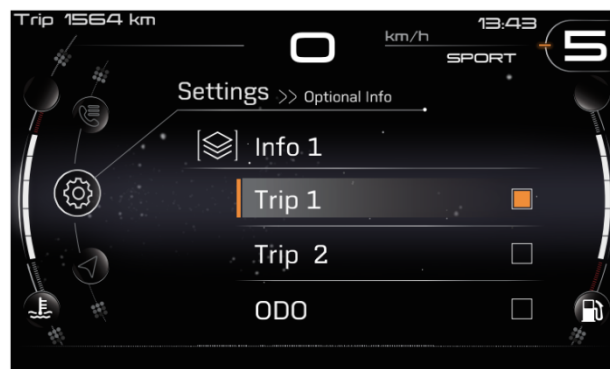 Trip 1564 km
0
km/h
13:43
SPORT
5
Settings >> Optional Info
Info 1
Trip 1
Trip 2
ODO